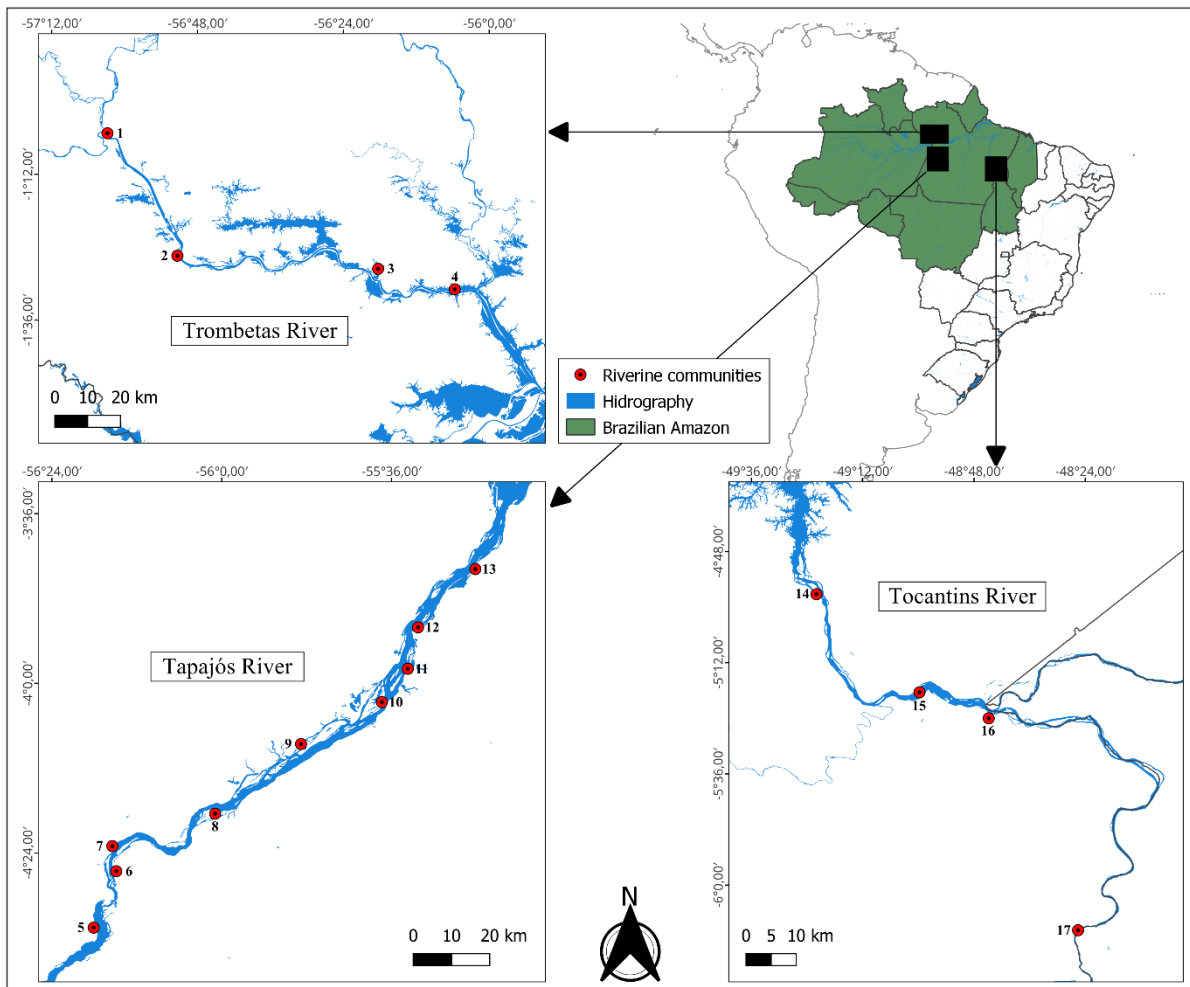 -57°12,00′ -56°48,00′ -56°24,00′ -56°0,00′
-1°12,00′
-1°36,00′
1
2
3
4
Trombetas River
0 10 20 km
Riverine communities
Hidrography
Brazilian Amazon
-56°24,00′ -56°0,00′ -55°36,00′
-3°36,00′
-4°0,00′
-4°24,00′
13
12
11
Tapajós River
10
9
8
7
6
5
0 10 20 km
N
-49°36,00′ -49°12,00′ -48°48,00′ -48°24,00′
-4°48,00′
-5°12,00′
-5°36,00′
-6°0,00′
14
Tocantins River
15
16
17
0 5 10 km